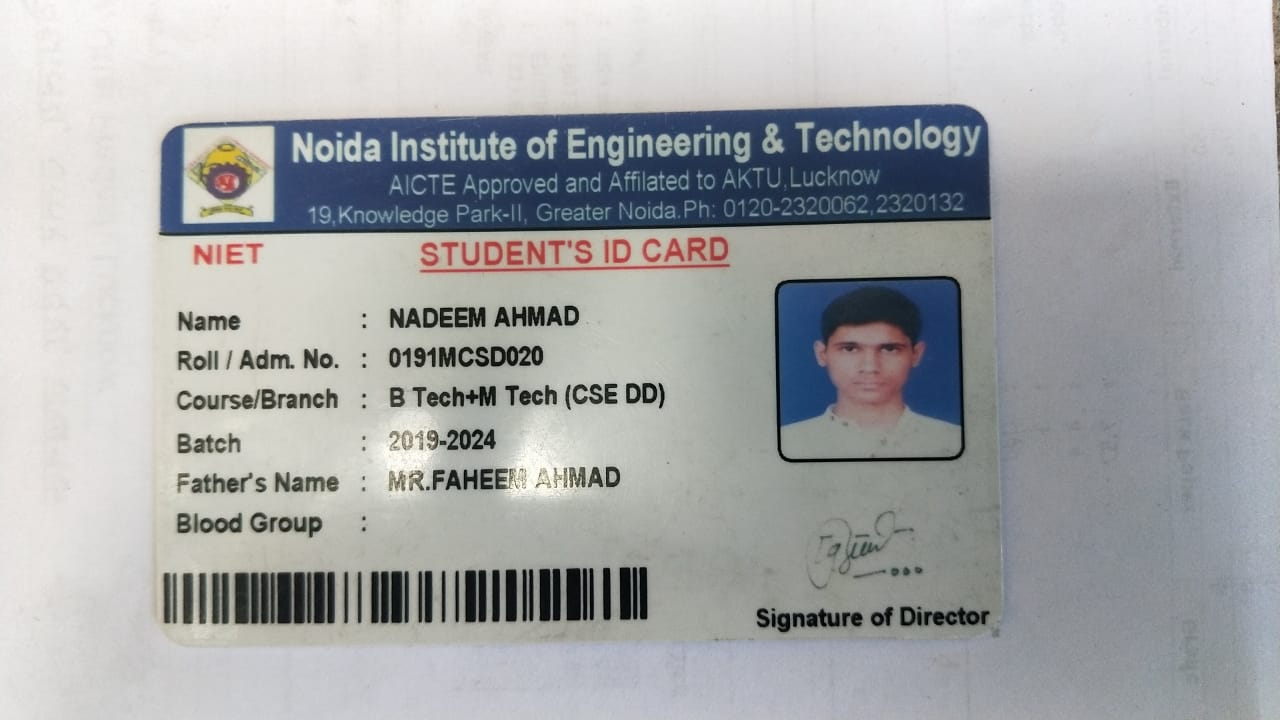 Noida Institute of Engineering & Technology
AICTE Approved and Affilated to AKTU,Lucknow
19,Knowledge Park-II, Greater Noida.Ph: 0120-2320062,2320132
NIET
STUDENT'S ID CARD
Name : NADEEM AHMAD
Roll / Adm. No. : 0191MCSD020
Course/Branch : B Tech+M Tech (CSE DD)
Batch : 2019-2024
Father's Name : MR.FAHEEM AHMAD
Blood Group :
Signature of Director